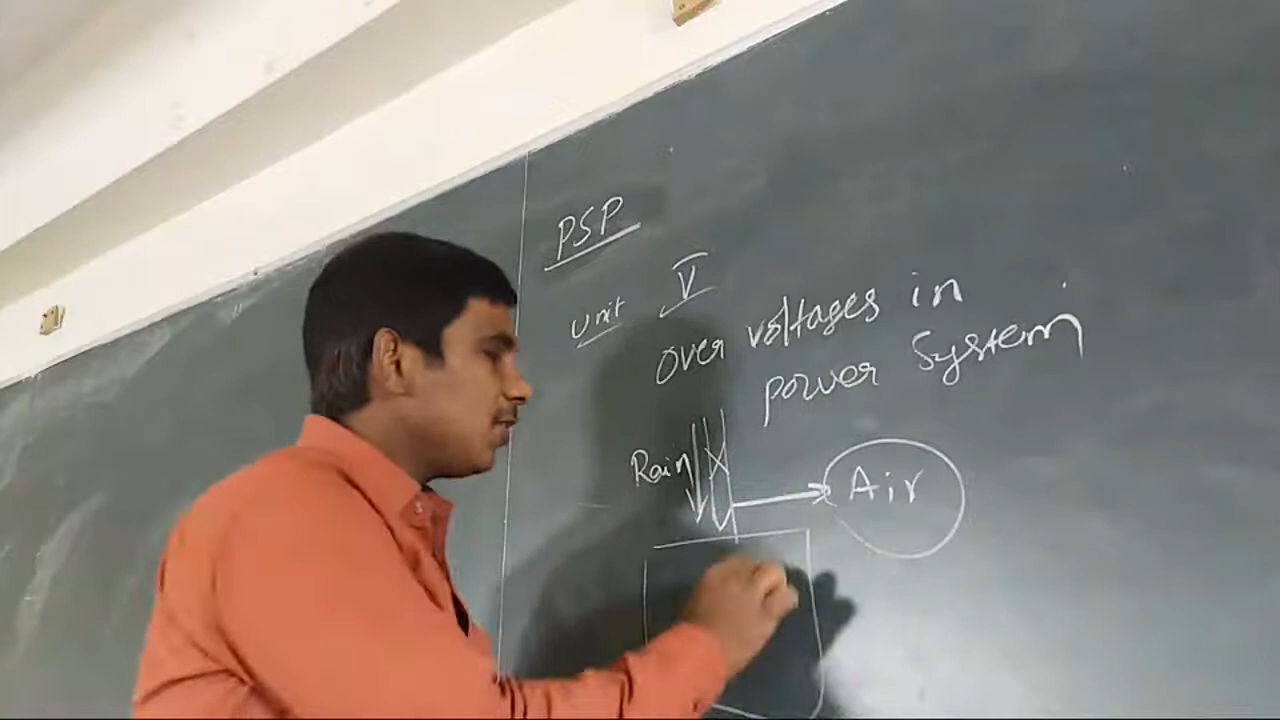 PSP
Unit V
Over voltages in
power System
Rain
Air